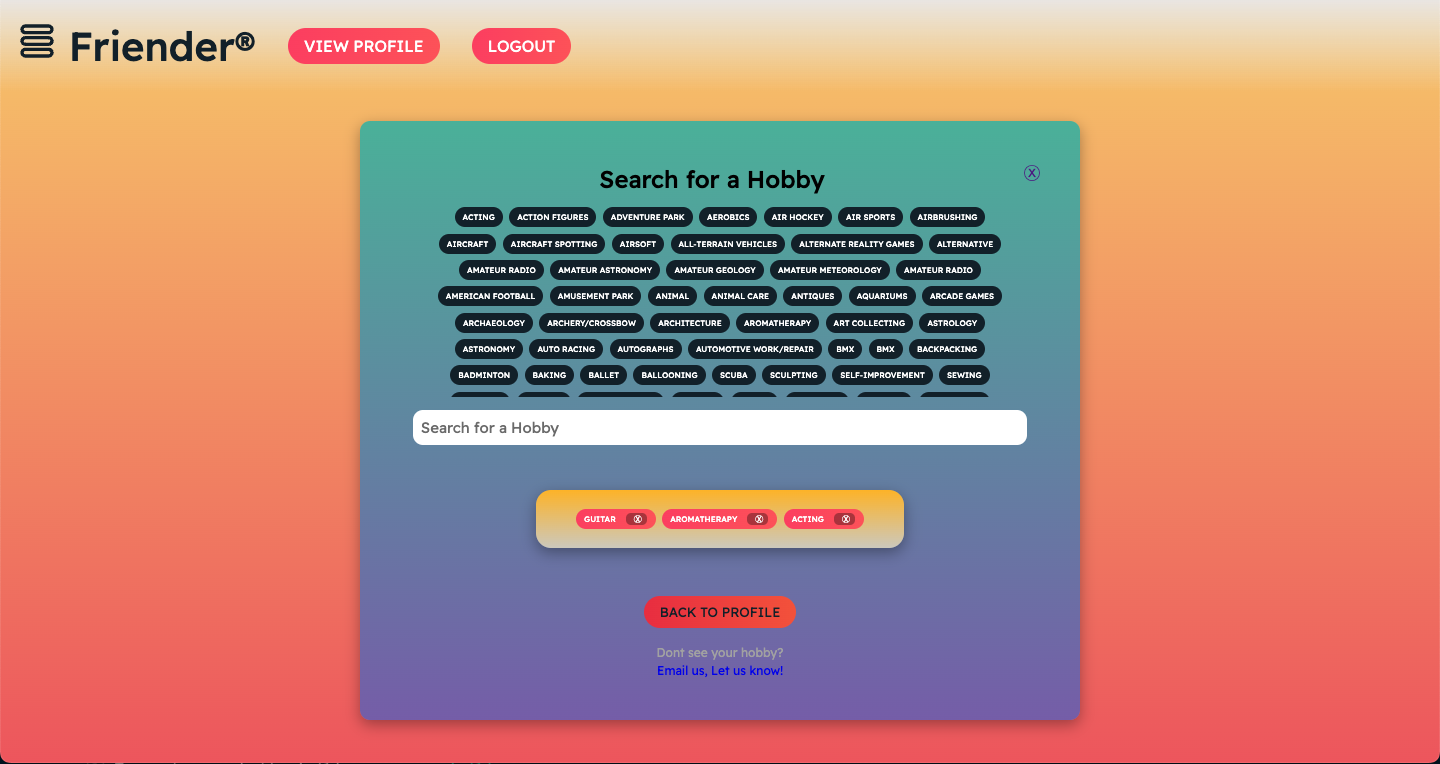 Friender® VIEW PROFILE LOGOUT
Search for a Hobby X
ACTING ACTION FIGURES ADVENTURE PARK AEROBICS AIR HOCKEY AIR SPORTS AIRBRUSHING
AIRCRAFT AIRCRAFT SPOTTING AIRSOFT ALL-TERRAIN VEHICLES ALTERNATE REALITY GAMES ALTERNATIVE
AMATEUR RADIO AMATEUR ASTRONOMY AMATEUR GEOLOGY AMATEUR METEOROLOGY AMATEUR RADIO
AMERICAN FOOTBALL AMUSEMENT PARK ANIMAL ANIMAL CARE ANTIQUES AQUARIUMS ARCADE GAMES
ARCHAEOLOGY ARCHERY/CROSSBOW ARCHITECTURE AROMATHERAPY ART COLLECTING ASTROLOGY
ASTRONOMY AUTO RACING AUTOGRAPHS AUTOMOTIVE WORK/REPAIR BMX BMX BACKPACKING
BADMINTON BAKING BALLET BALLOONING SCUBA SCULPTING SELF-IMPROVEMENT SEWING
Search for a Hobby
GUITAR X AROMATHERAPY X ACTING X
BACK TO PROFILE
Dont see your hobby?
Email us, Let us know!